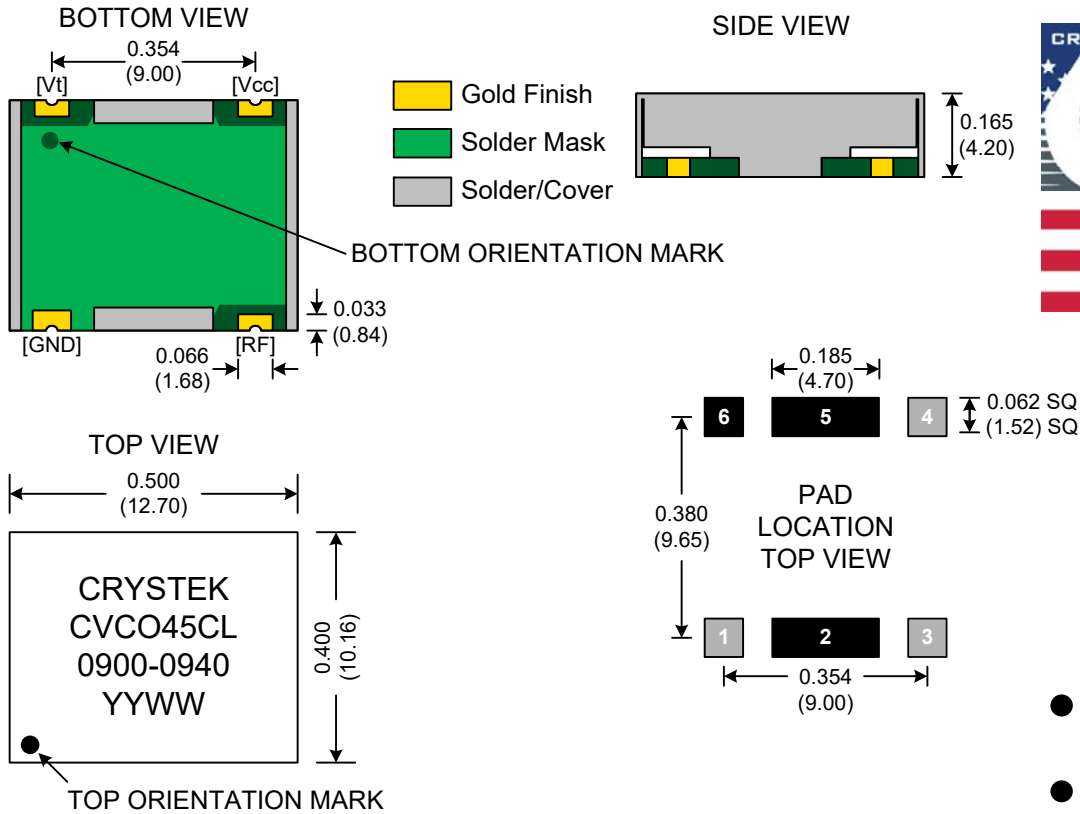 BOTTOM VIEW
0.354
(9.00)
[Vt]
[Vcc]
[GND]
[RF]
0.066
(1.68)
0.033
(0.84)
Gold Finish
Solder Mask
Solder/Cover
BOTTOM ORIENTATION MARK
SIDE VIEW
0.165
(4.20)
CR
TOP VIEW
0.500
(12.70)
CRYSTEK
CVCO45CL
0900-0940
YYWW
0.400
(10.16)
TOP ORIENTATION MARK
0.185
(4.70)
6
5
4
0.062 SQ
(1.52) SQ
0.380
(9.65)
PAD
LOCATION
TOP VIEW
1
2
3
0.354
(9.00)